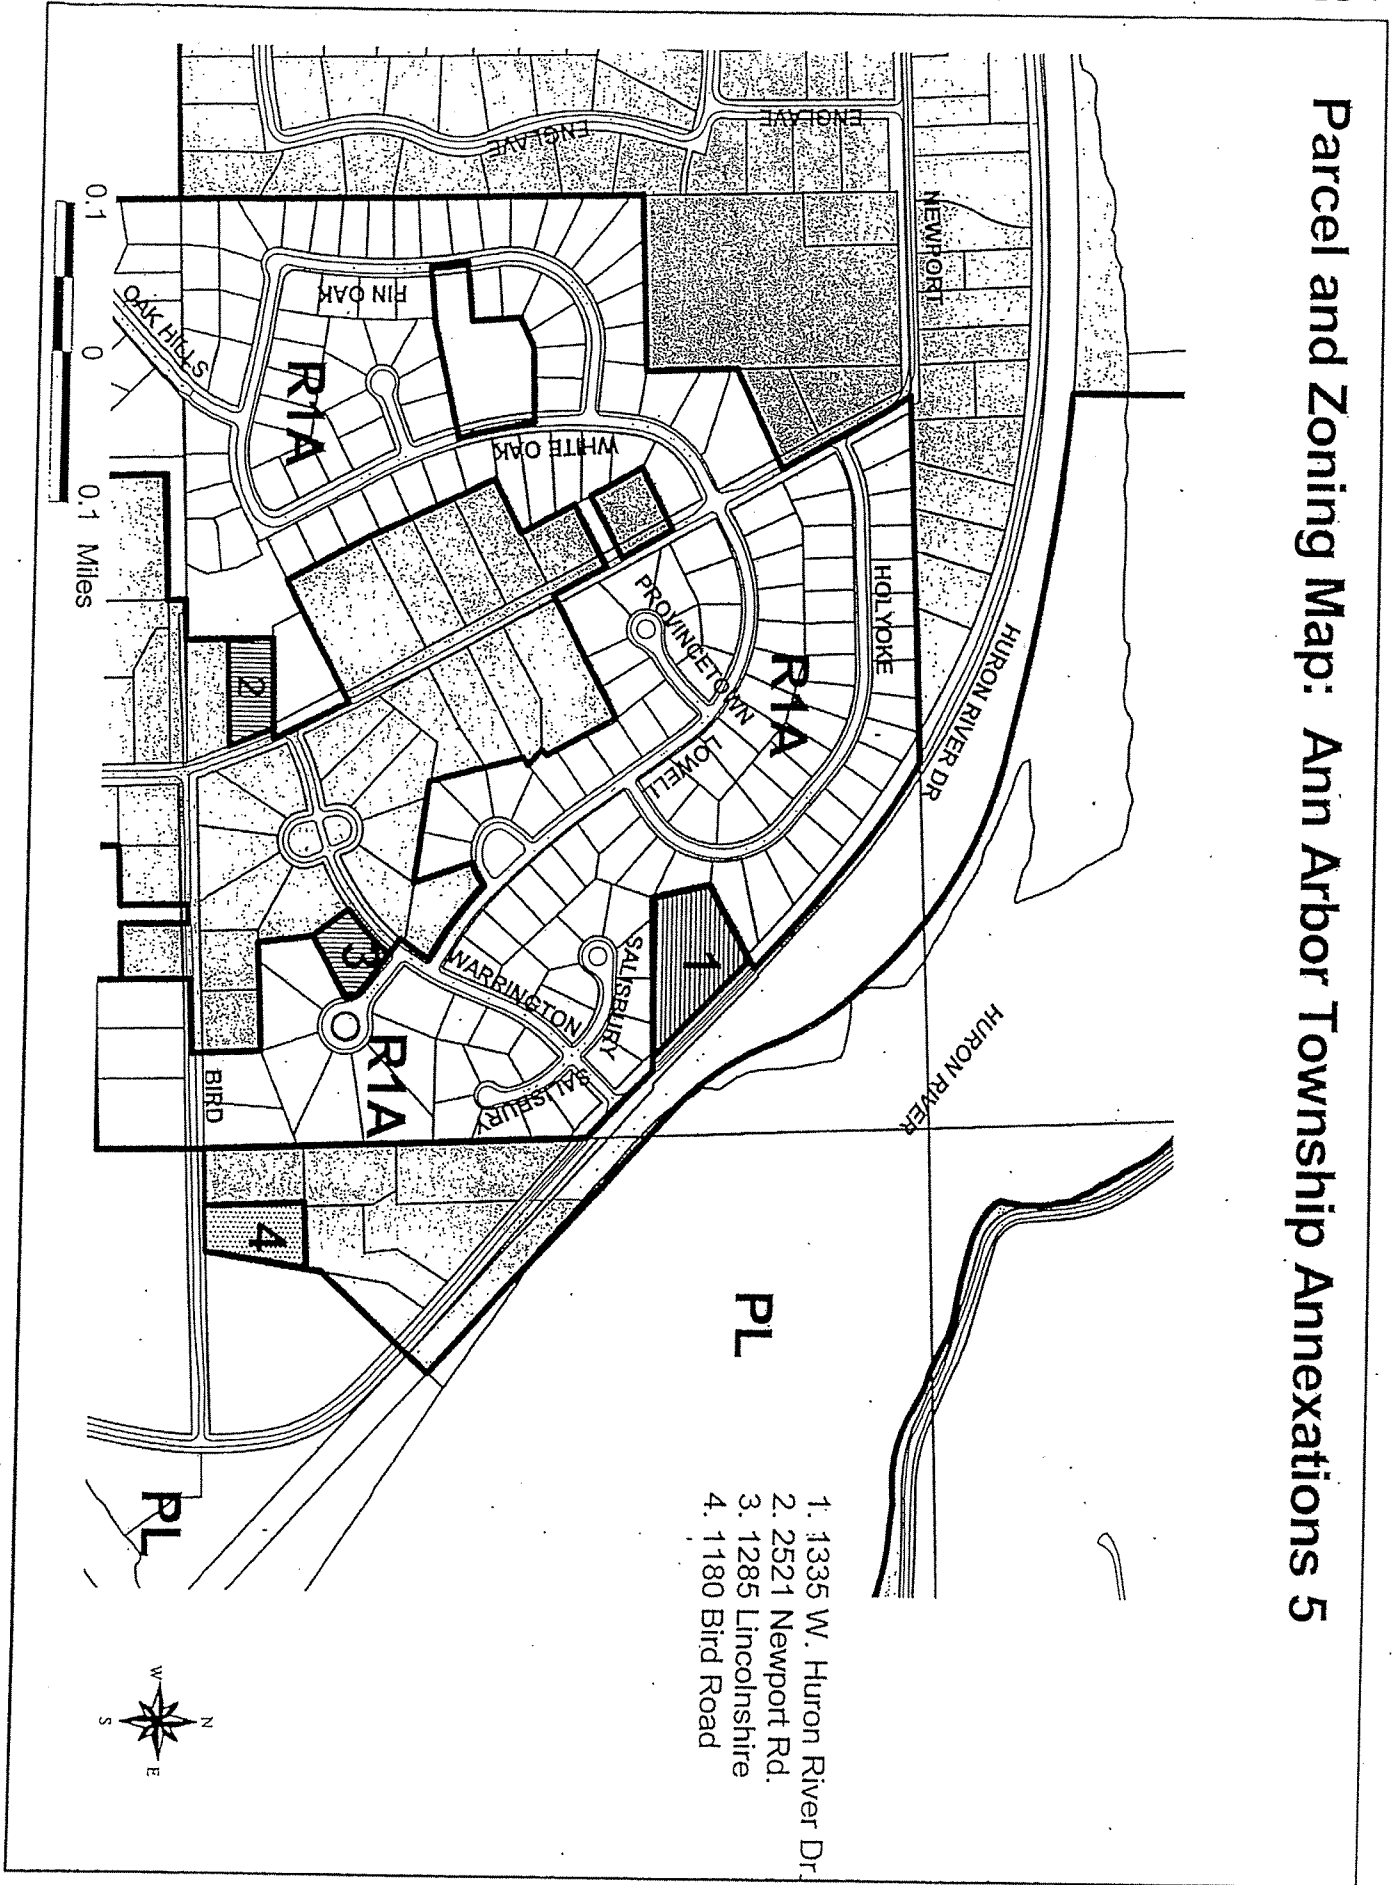 Parcel and Zoning Map: Ann Arbor Township Annexations 5
ENGLAVE
ENGLAVE
NEWPORT
PIN OAK
OAK HILLS
R1A
WHITE OAK
HOLYOKE
PROVINCETOWN
R1A
LOWELL
HURON RIVER DR
HURON RIVER
2
1
3
SALISBURY
WARRINGTON
SALISBURY
R1A
BIRD
4
PL
PL
1. 1335 W. Huron River Dr.
2. 2521 Newport Rd.
3. 1285 Lincolnshire
4. 1180 Bird Road
0.1 0 0.1 Miles
N
W
E
S